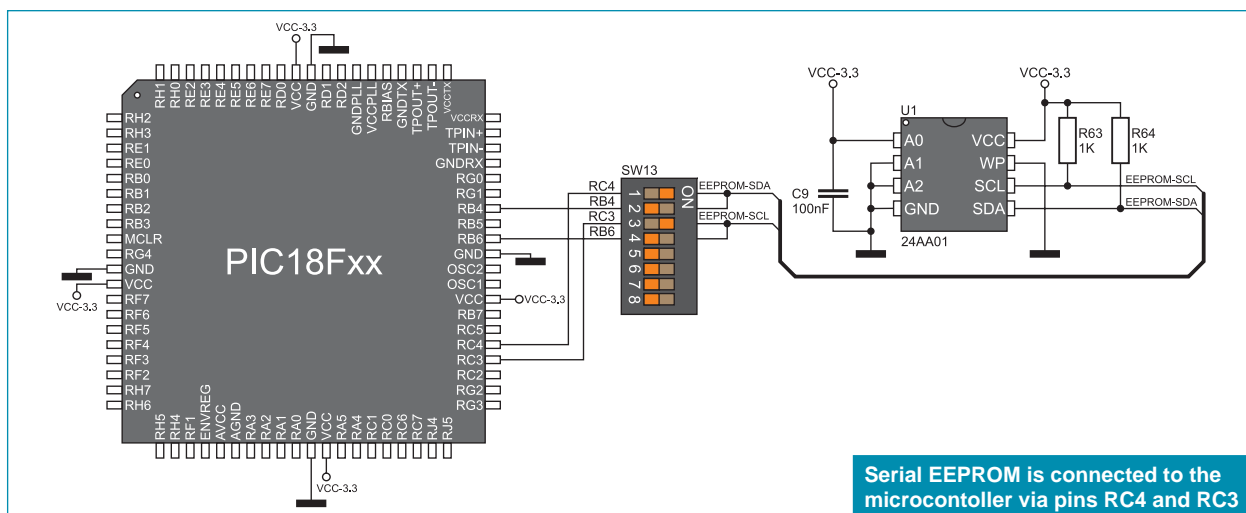 VCC-3.3
RH1
RH0
RE2
RE3
RE4
RE5
RE6
RE7
RD0
VCC
GND
RD1
RD2
GNDPLL
VCCPLL
RBIAS
GNDTX
TPOUT+
TPOUT-
VCCTX
RH2
RH3
RE1
RE0
RB0
RB1
RB2
RB3
MCLR
RG4
GND
VCC
RF7
RF6
RF5
RF4
RF3
RF2
RH7
RH6
VCC-3.3
PIC18Fxx
VCCRX
TPIN+
TPIN-
GNDRX
RG0
RG1
RB4
RB5
RB6
GND
OSC2
OSC1
VCC
RB7
RC5
RC4
RC3
RC2
RG2
RG3
VCC-3.3
RH5
RH4
RF1
ENVREG
AVCC
AGND
RA3
RA2
RA1
RA0
GND
VCC
RA5
RA4
RC1
RC0
RC6
RC7
RJ4
RJ5
VCC-3.3
SW13
RC4
RB4
RC3
RB6
ON
1
2
3
4
5
6
7
8
EEPROM-SDA
EEPROM-SCL
VCC-3.3
VCC-3.3
U1
A0
A1
A2
GND
VCC
WP
SCL
SDA
24AA01
C9
100nF
R63
1K
R64
1K
EEPROM-SCL
EEPROM-SDA
Serial EEPROM is connected to the
microcontoller via pins RC4 and RC3